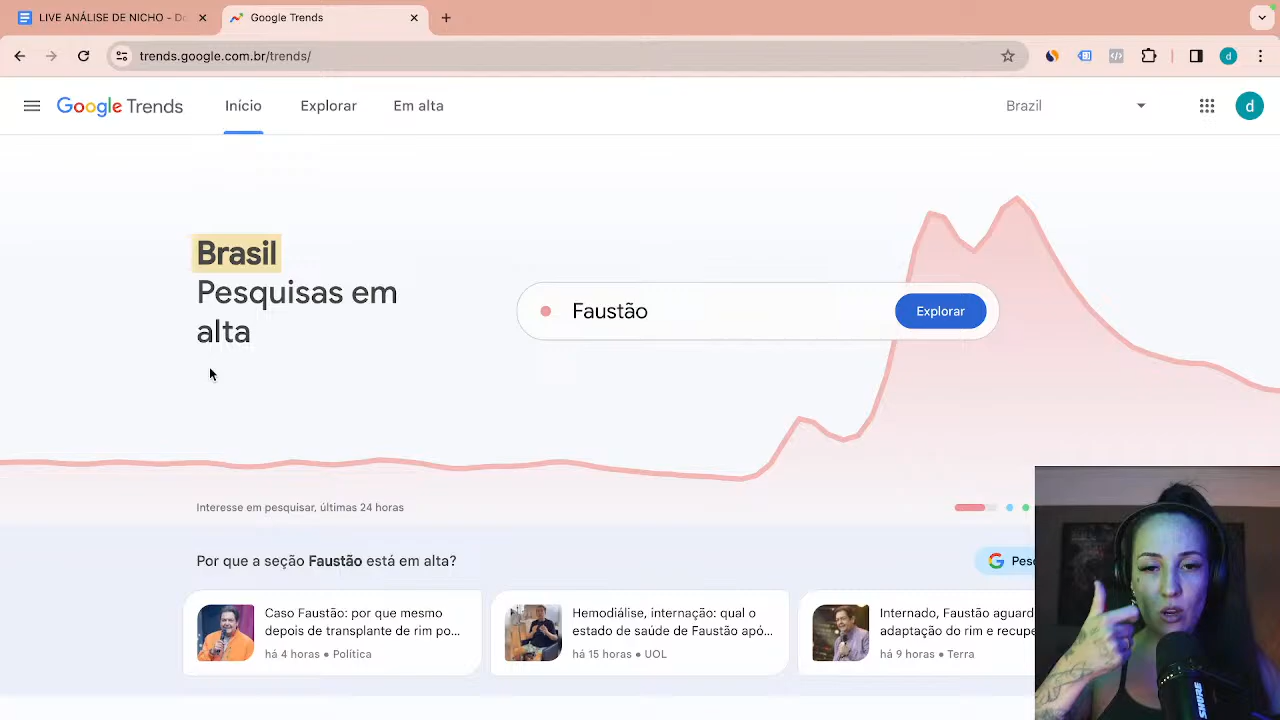 LIVE ANÁLISE DE NICHO - Do
Google Trends
trends.google.com.br/trends/
d
Google Trends
Início
Explorar
Em alta
Brazil
d
Brasil
Pesquisas em
alta
Faustão
Explorar
Interesse em pesquisar, últimas 24 horas
Por que a seção Faustão está em alta?
Caso Faustão: por que mesmo
depois de transplante de rim po...
há 4 horas • Política
Hemodiálise, internação: qual o
estado de saúde de Faustão apó...
há 15 horas • UOL
Internado, Faustão aguard
adaptação do rim e recupe
há 9 horas • Terra
SHURE